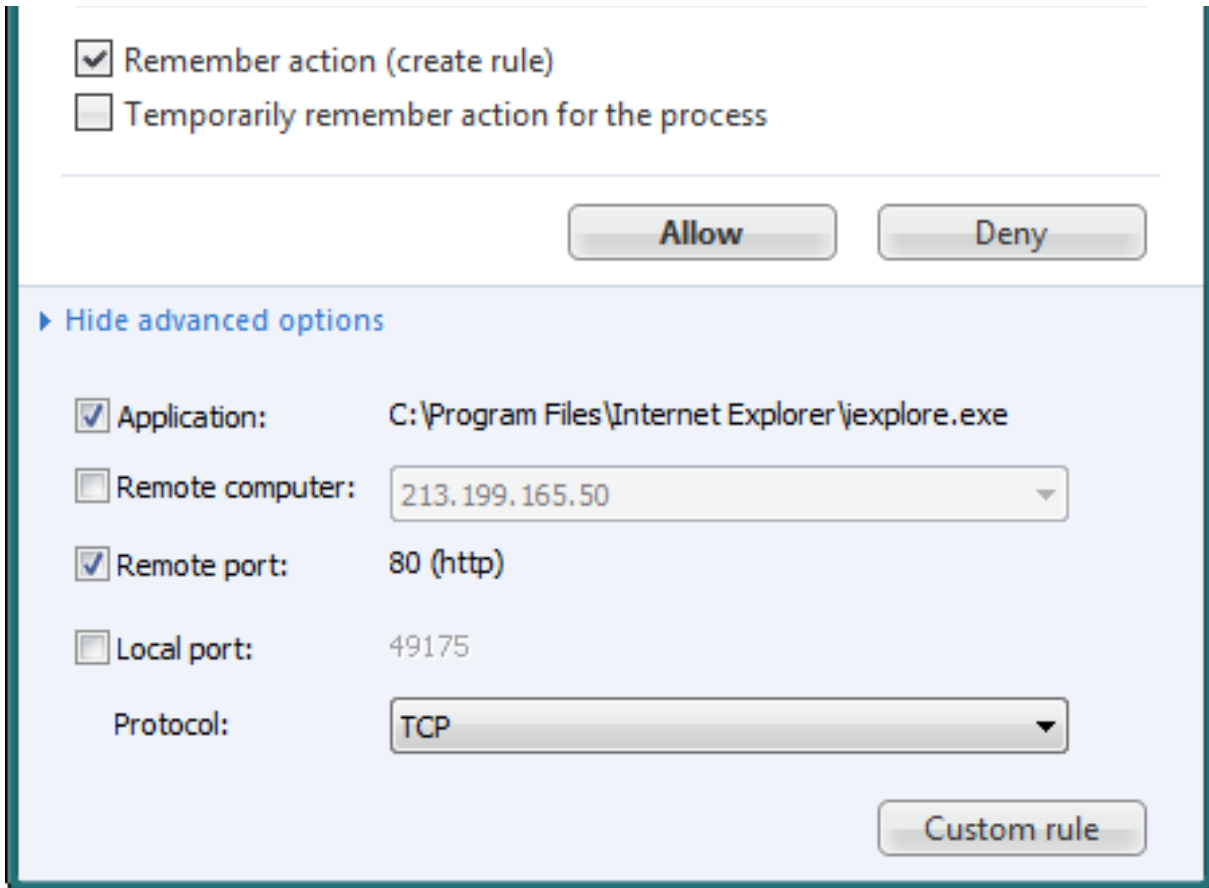 Remember action (create rule)
Temporarily remember action for the process
Allow Deny
Hide advanced options
Application: C:\Program Files\Internet Explorer\iexplore.exe
Remote computer: 213.199.165.50
Remote port: 80 (http)
Local port: 49175
Protocol: TCP
Custom rule